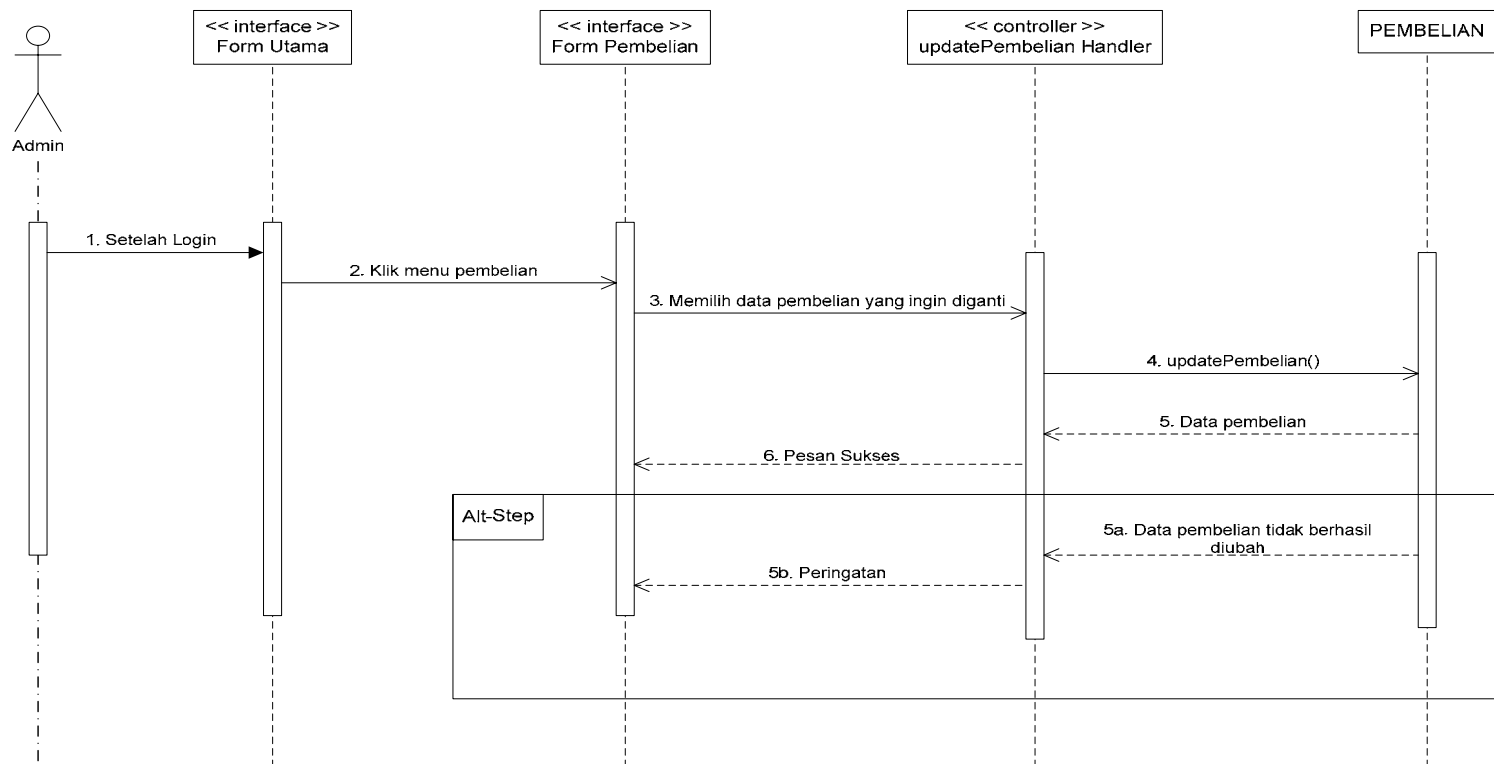 << interface >>
Form Utama
<< interface >>
Form Pembelian
<< controller >>
updatePembelian Handler
PEMBELIAN
Admin
1. Setelah Login
2. Klik menu pembelian
3. Memilih data pembelian yang ingin diganti
4. updatePembelian()
5. Data pembelian
6. Pesan Sukses
Alt-Step
5a. Data pembelian tidak berhasil
diubah
5b. Peringatan